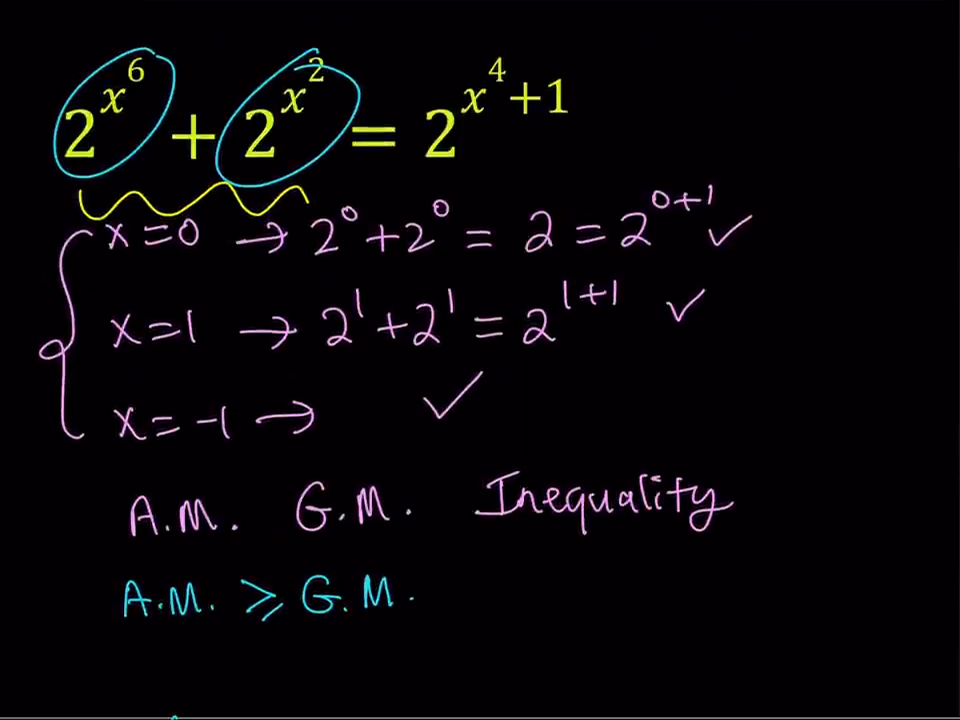 2^{x^6} + 2^{x^2} = 2^{x^4+1}
x=0 → 2^0 + 2^0 = 2 = 2^{0+1} ✓
x=1 → 2^1 + 2^1 = 2^{1+1} ✓
x=-1 → ✓
A.M. G.M. Inequality
A.M. ⩾ G.M.